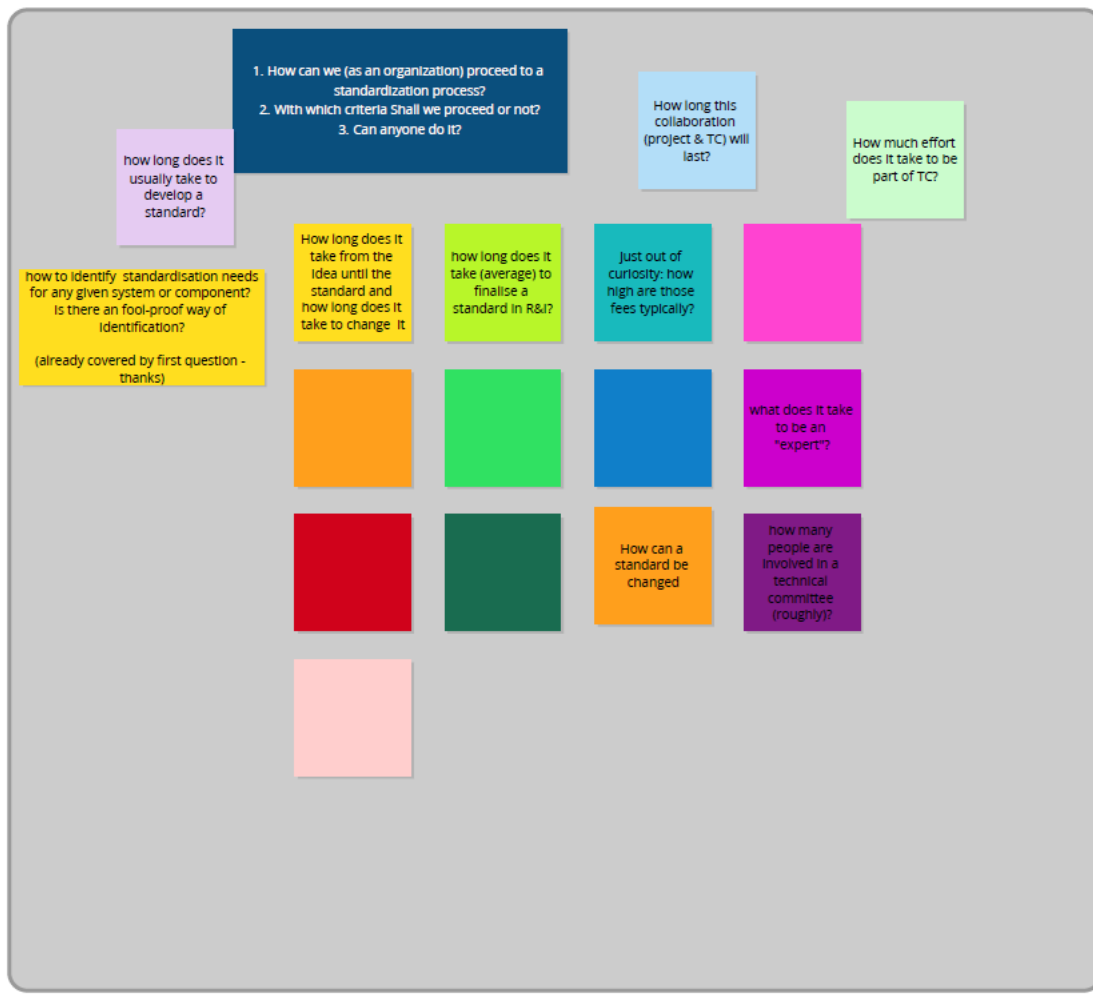 1. How can we (as an organization) proceed to a
standardization process?
2. With which criteria Shall we proceed or not?
3. Can anyone do it?
How long this
collaboration
(project & TC) will
last?
How much effort
does it take to be
part of TC?
how long does it
usually take to
develop a
standard?
how to identify  standardisation needs
for any given system or component?
Is there an fool-proof way of
identification?
(already covered by first question -
thanks)
How long does it
take from the
idea until the
standard and
how long does it
take to change  it
how long does it
take (average) to
finalise a
standard in R&I?
Just out of
curiosity: how
high are those
fees typically?
what does it take
to be an
"expert"?
How can a
standard be
changed
how many
people are
involved in a
technical
committee
(roughly)?